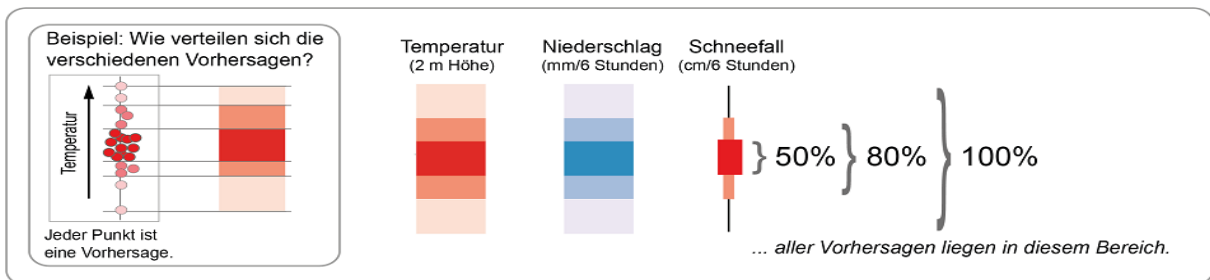 Beispiel: Wie verteilen sich die
verschiedenen Vorhersagen?
Temperatur
Jeder Punkt ist
eine Vorhersage.
Temperatur
(2 m Höhe)
Niederschlag
(mm/6 Stunden)
Schneefall
(cm/6 Stunden)
50%
80%
100%
... aller Vorhersagen liegen in diesem Bereich.